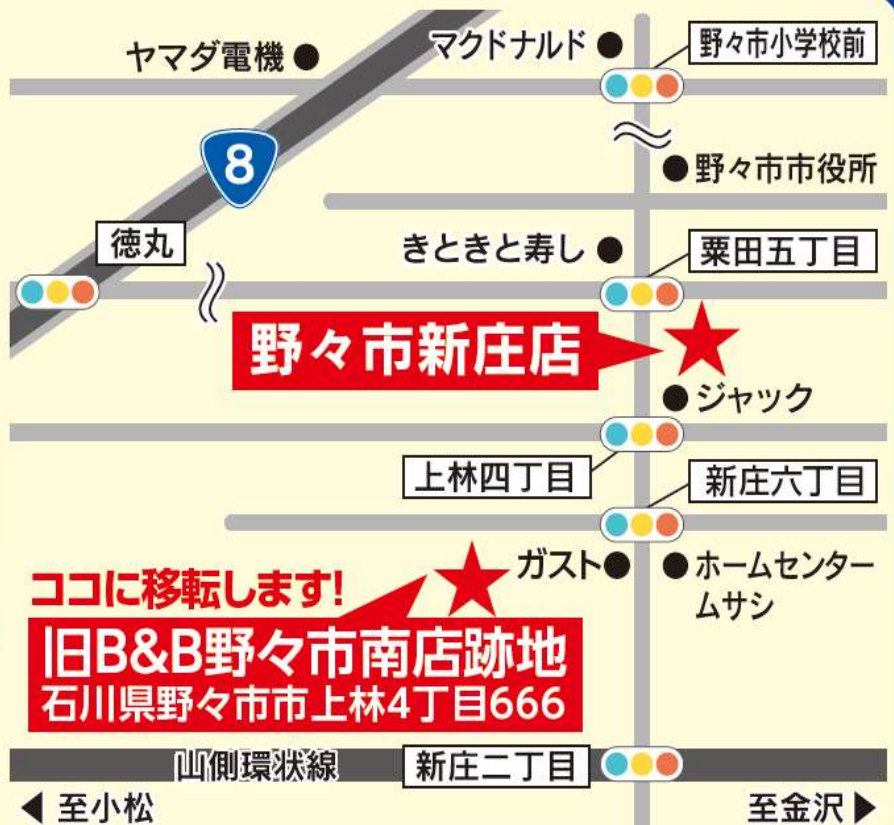 ヤマダ電機
マクドナルド
野々市小学校前
8
野々市市役所
徳丸
きときと寿し
粟田五丁目
野々市新庄店
ジャック
上林四丁目
新庄六丁目
ガスト
ホームセンター
ムサシ
ココに移転します!
旧B&B野々市南店跡地
石川県野々市市上林4丁目666
山側環状線
新庄二丁目
◀ 至小松
至金沢 ▶